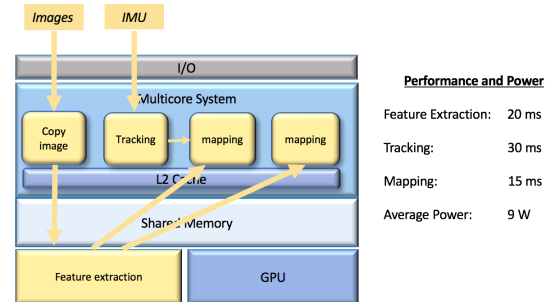 Images
IMU
I/O
Multicore System
Copy
image
Tracking
mapping
mapping
L2 Cache
Shared Memory
Feature extraction
GPU
Performance and Power
Feature Extraction: 20 ms
Tracking: 30 ms
Mapping: 15 ms
Average Power: 9 W